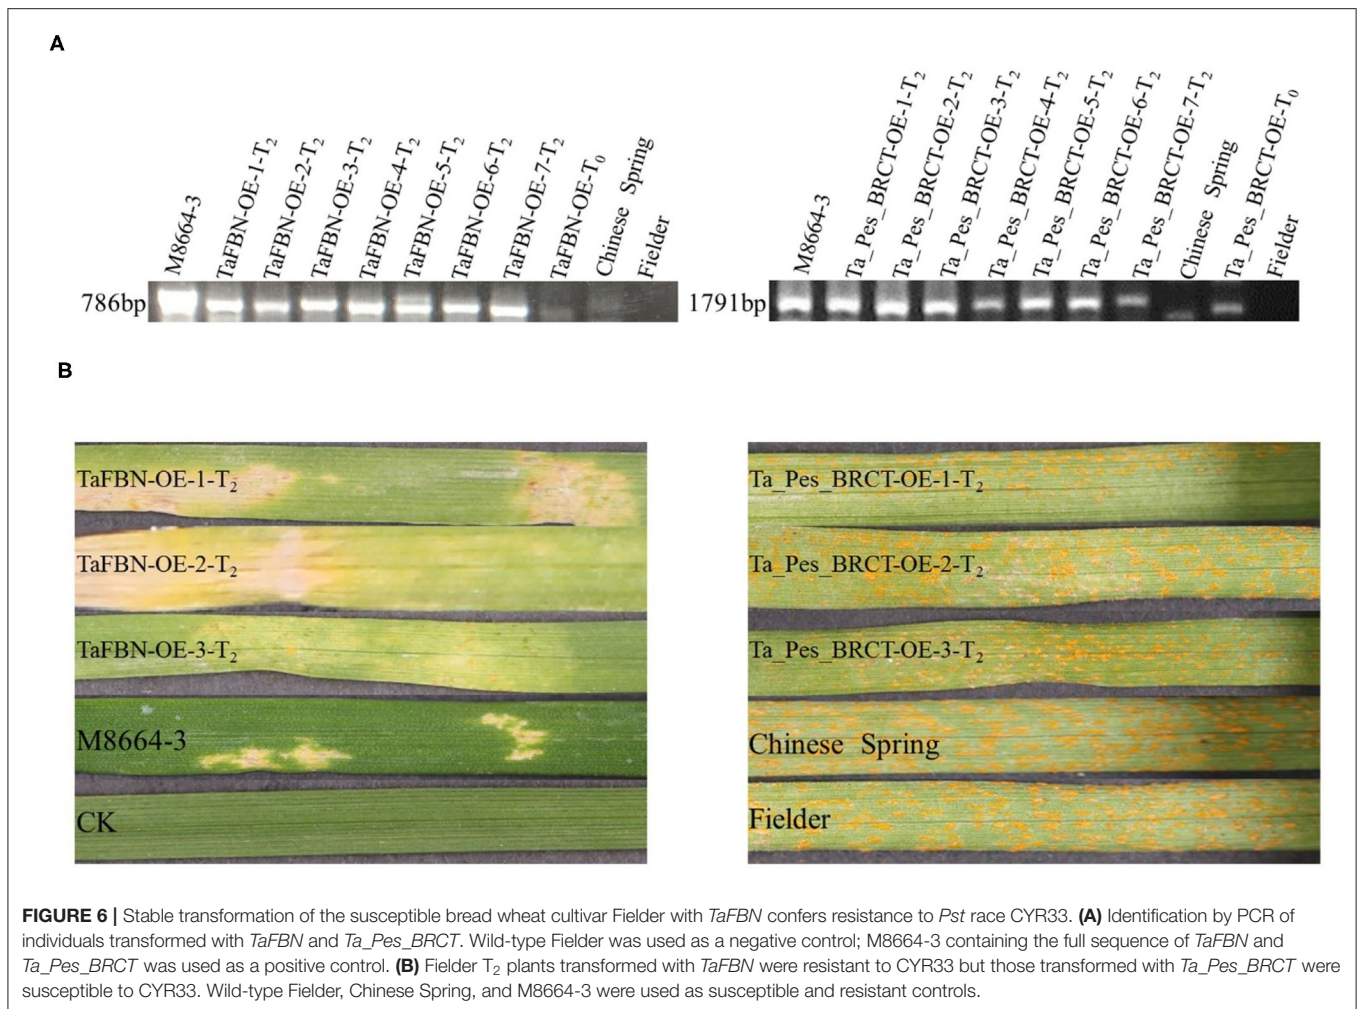 A
M8664-3
TaFBN-OE-1-T₂
TaFBN-OE-2-T₂
TaFBN-OE-3-T₂
TaFBN-OE-4-T₂
TaFBN-OE-5-T₂
TaFBN-OE-6-T₂
TaFBN-OE-7-T₂
TaFBN-OE-T₀
Chinese Spring
Fielder
786bp
M8664-3
Ta_Pes_BRCT-OE-1-T₂
Ta_Pes_BRCT-OE-2-T₂
Ta_Pes_BRCT-OE-3-T₂
Ta_Pes_BRCT-OE-4-T₂
Ta_Pes_BRCT-OE-5-T₂
Ta_Pes_BRCT-OE-6-T₂
Ta_Pes_BRCT-OE-7-T₂
Chinese Spring
Ta_Pes_BRCT-OE-T₀
Fielder
1791bp
B
TaFBN-OE-1-T₂
TaFBN-OE-2-T₂
TaFBN-OE-3-T₂
M8664-3
CK
Ta_Pes_BRCT-OE-1-T₂
Ta_Pes_BRCT-OE-2-T₂
Ta_Pes_BRCT-OE-3-T₂
Chinese Spring
Fielder
FIGURE 6 | Stable transformation of the susceptible bread wheat cultivar Fielder with TaFBN confers resistance to Pst race CYR33. (A) Identification by PCR of
individuals transformed with TaFBN and Ta_Pes_BRCT. Wild-type Fielder was used as a negative control; M8664-3 containing the full sequence of TaFBN and
Ta_Pes_BRCT was used as a positive control. (B) Fielder T₂ plants transformed with TaFBN were resistant to CYR33 but those transformed with Ta_Pes_BRCT were
susceptible to CYR33. Wild-type Fielder, Chinese Spring, and M8664-3 were used as susceptible and resistant controls.